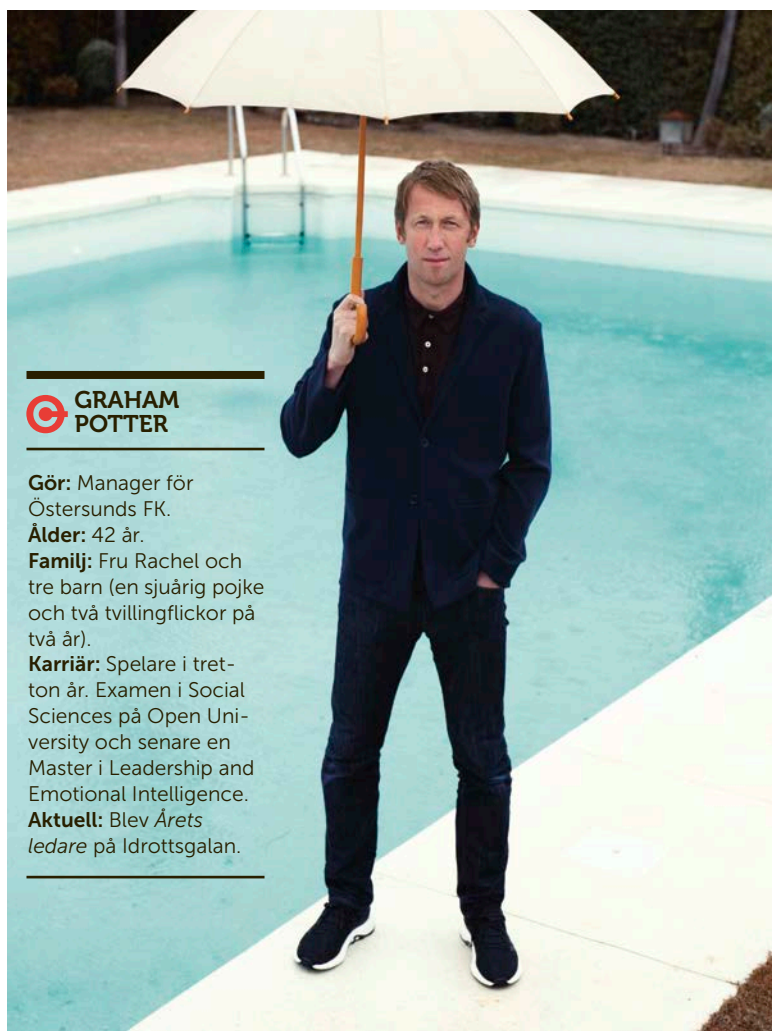 GRAHAM
POTTER
Gör: Manager för
Östersunds FK.
Ålder: 42 år.
Familj: Fru Rachel och
tre barn (en sjuårig pojke
och två tvillingflickor på
två år).
Karriär: Spelare i tret-
ton år. Examen i Social
Sciences på Open Uni-
versity och senare en
Master i Leadership and
Emotional Intelligence.
Aktuell: Blev Årets
ledare på Idrottsgalan.